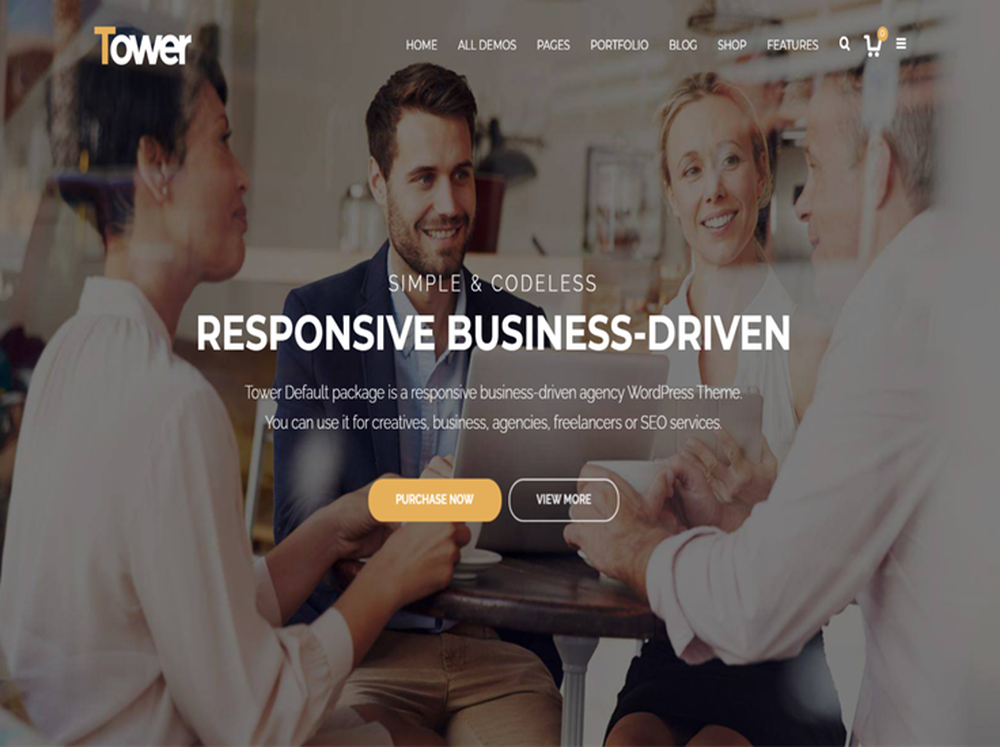 Tower
HOME ALL DEMOS PAGES PORTFOLIO BLOG SHOP FEATURES 0
SIMPLE & CODELESS
RESPONSIVE BUSINESS-DRIVEN
Tower Default package is a responsive business-driven agency WordPress Theme.
You can use it for creatives, business, agencies, freelancers or SEO services.
PURCHASE NOW VIEW MORE